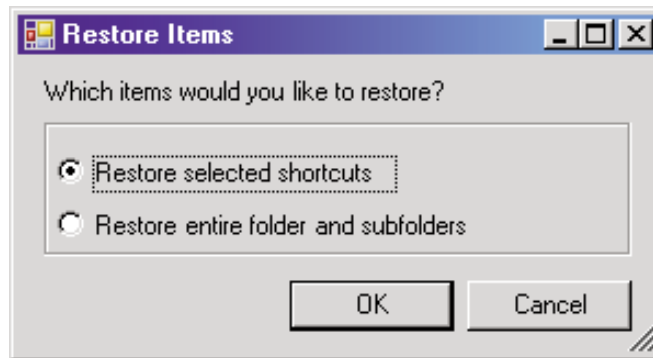 Restore Items
Which items would you like to restore?
Restore selected shortcuts
Restore entire folder and subfolders
OK Cancel